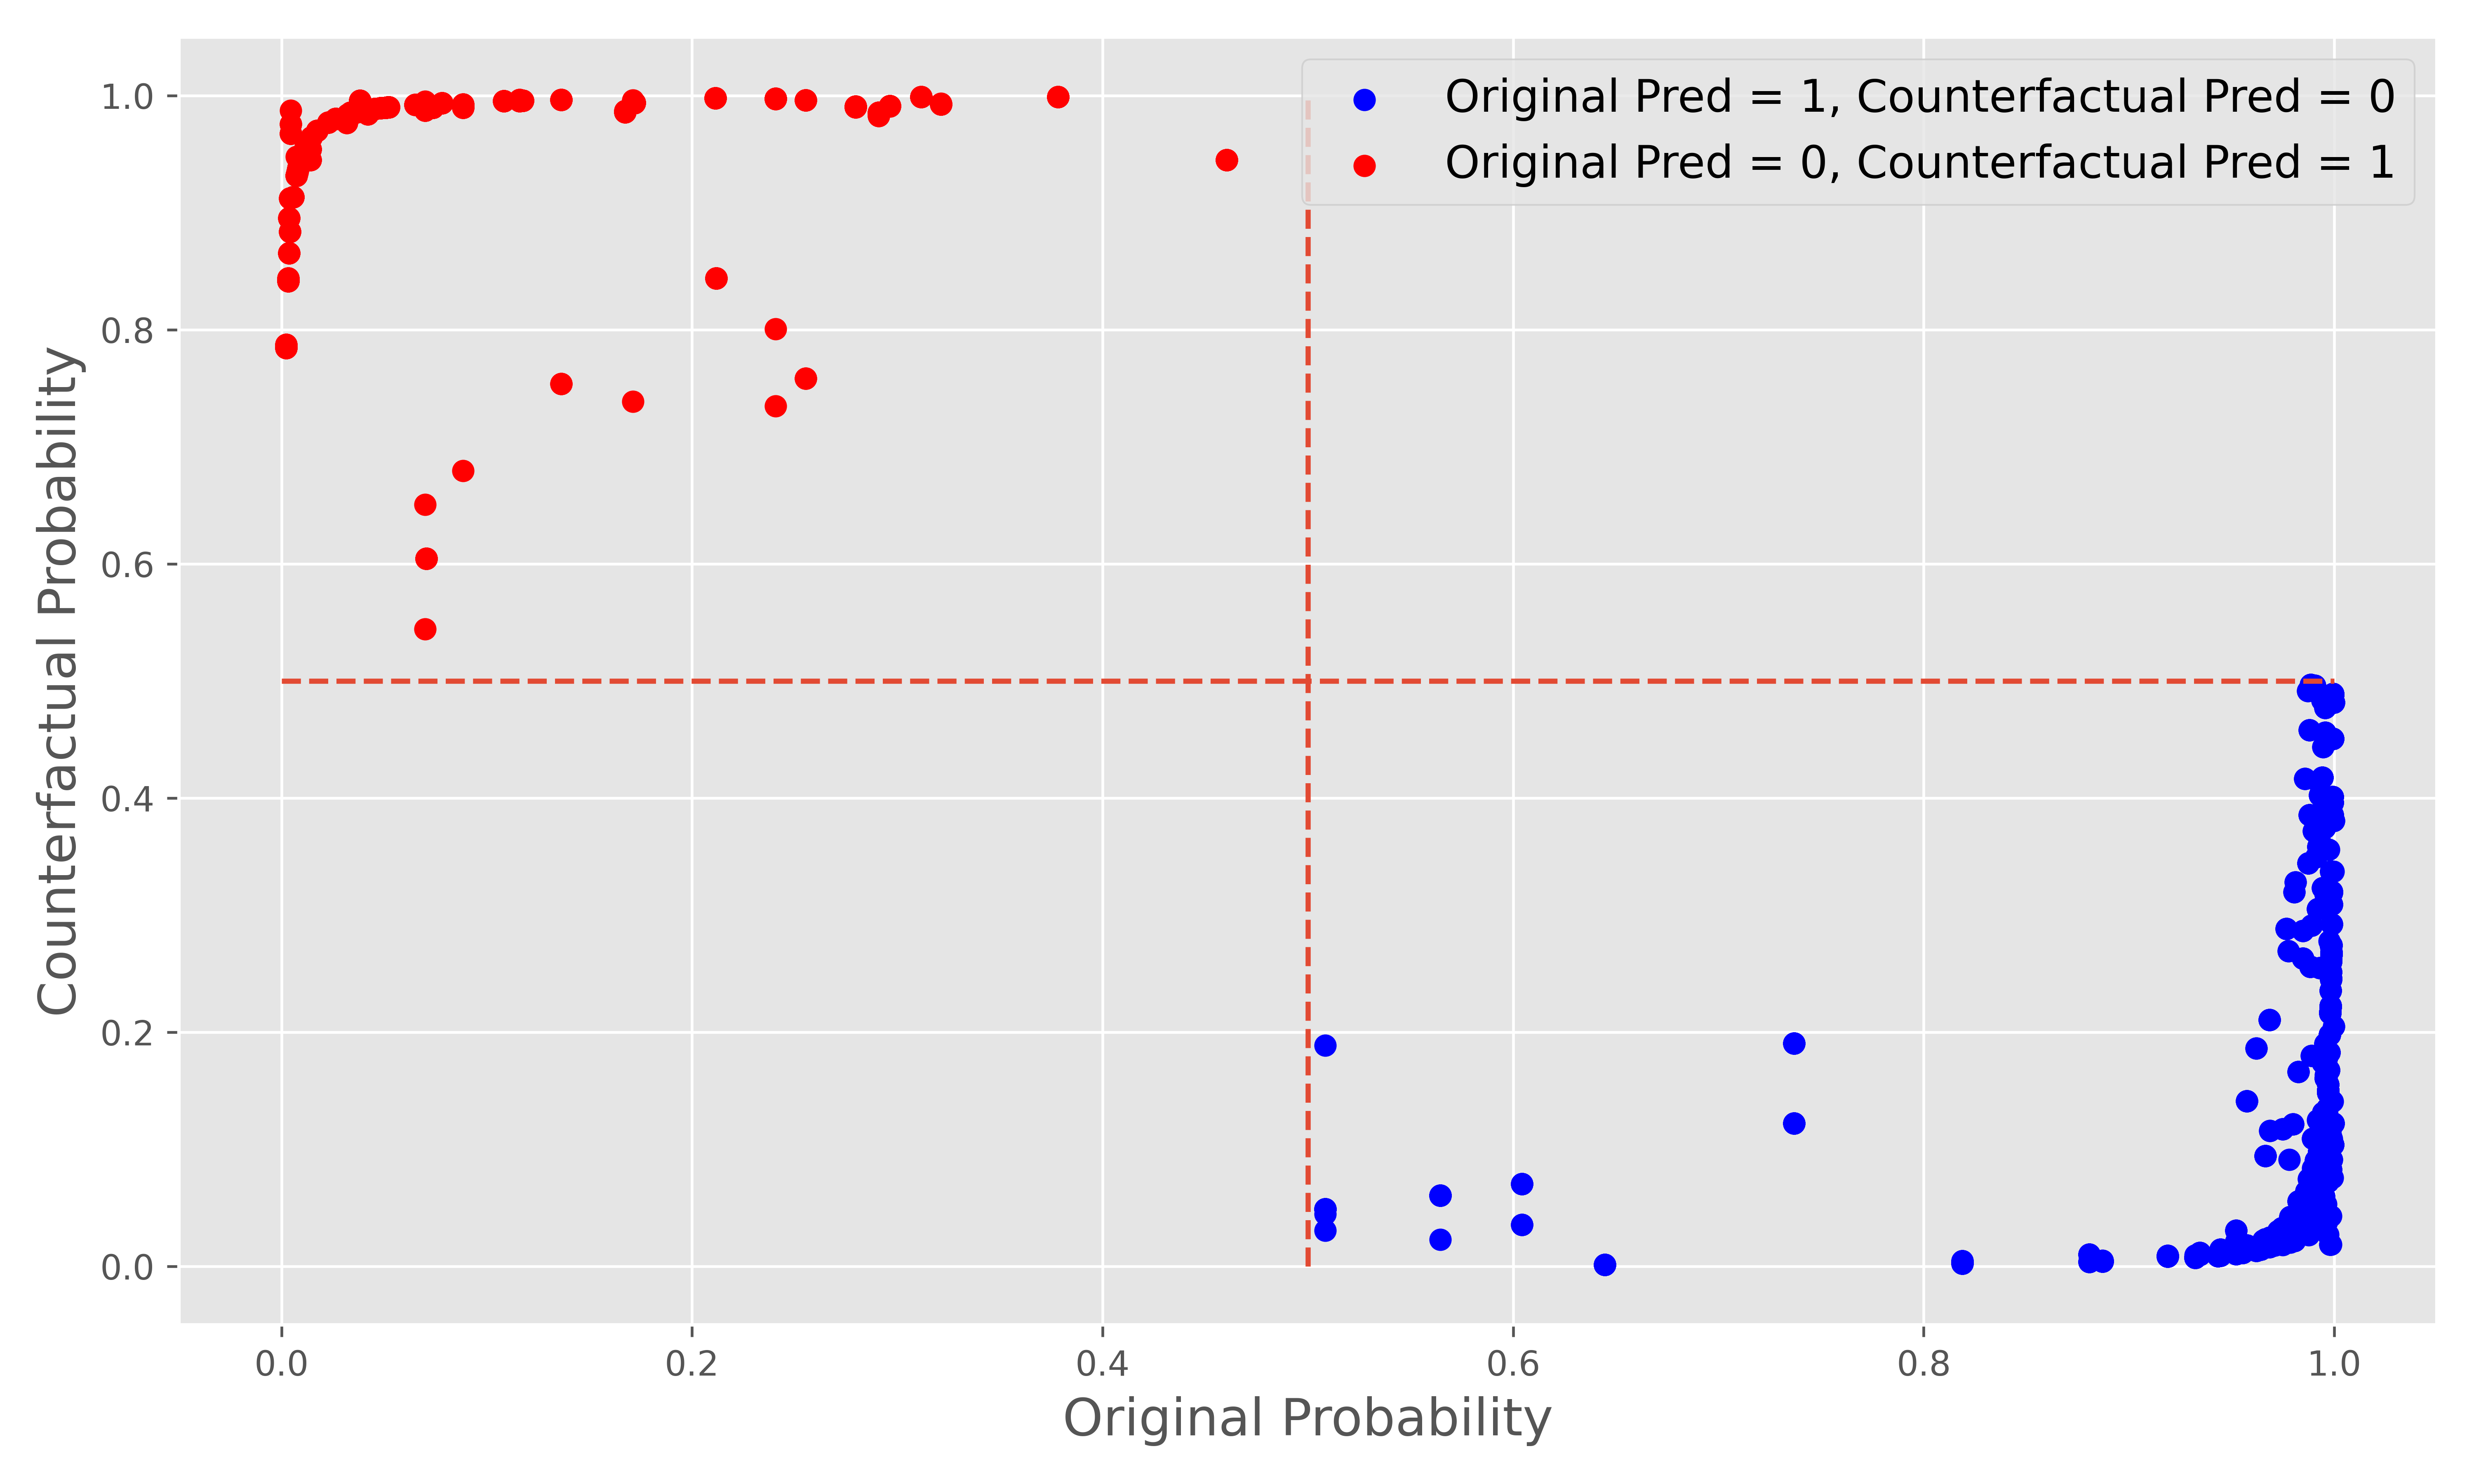 Original Pred = 1, Counterfactual Pred = 0
Original Pred = 0, Counterfactual Pred = 1
Counterfactual Probability
1.0
0.8
0.6
0.4
0.2
0.0
0.0 0.2 0.4 0.6 0.8 1.0
Original Probability